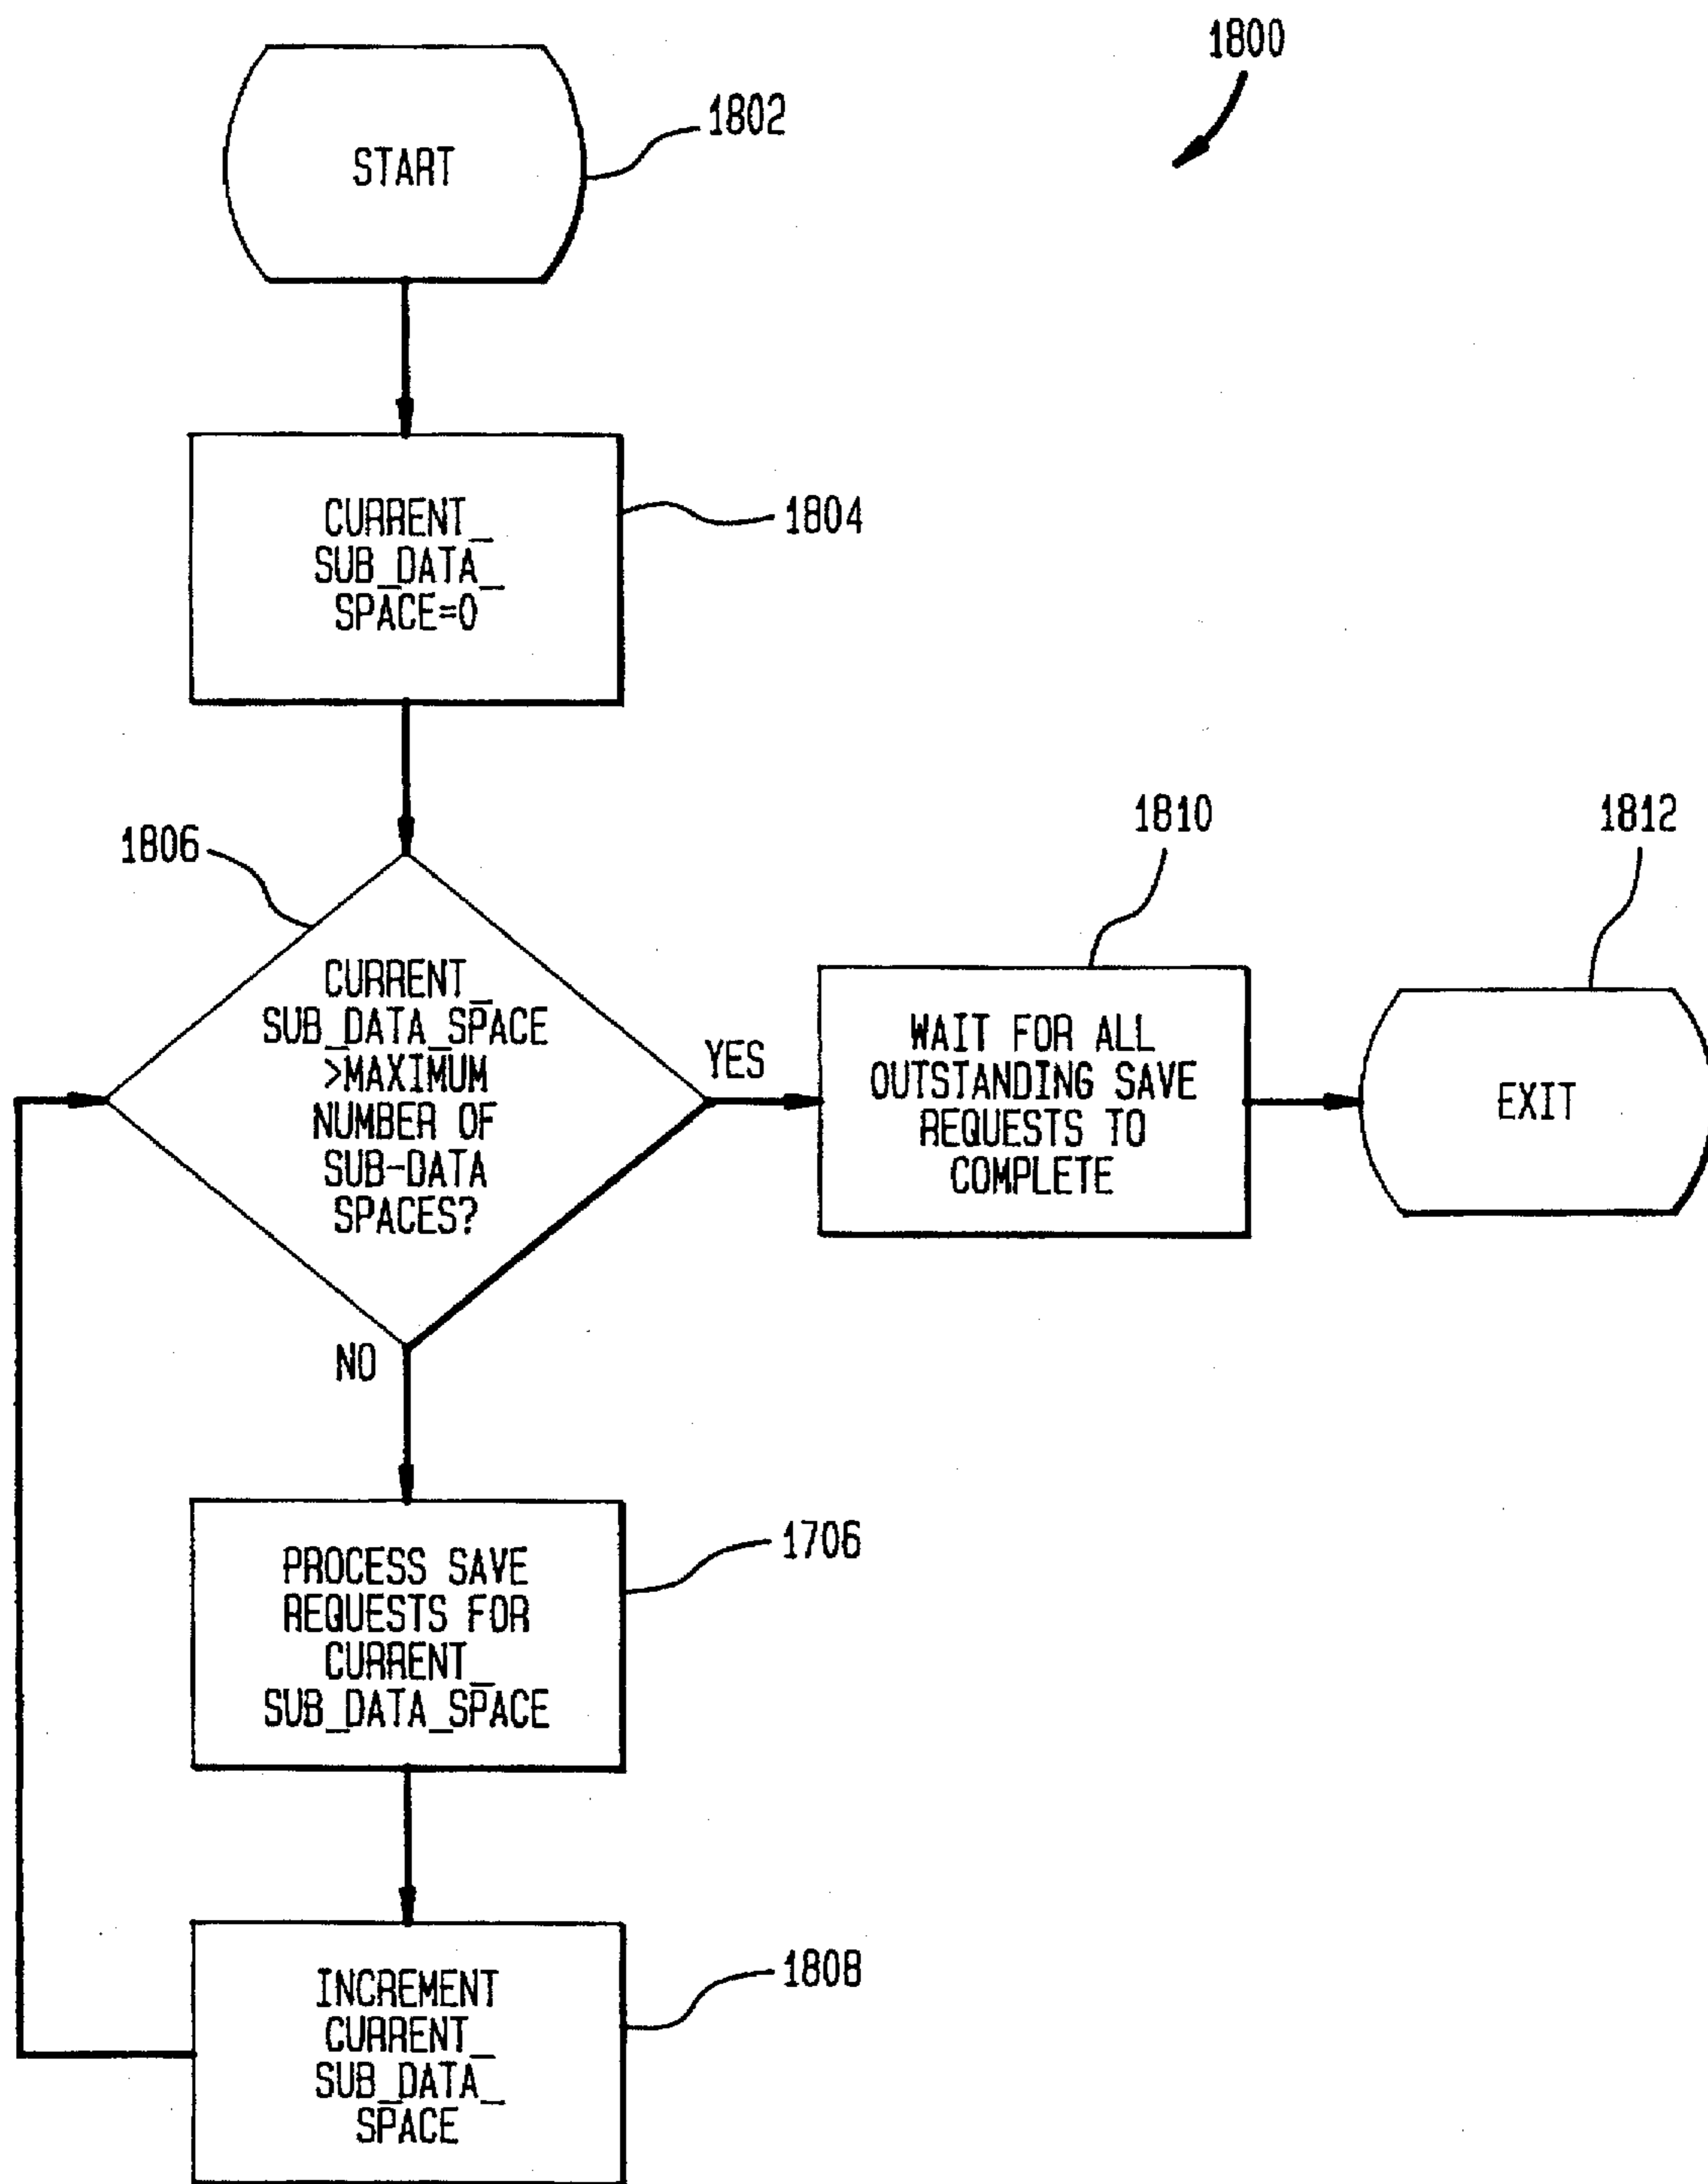 1800
1802
START
1804
CURRENT_
SUB_DATA_
SPACE=0
1806
CURRENT_
SUB_DATA_SPACE
>MAXIMUM
NUMBER OF
SUB-DATA
SPACES?
YES
NO
1810
WAIT FOR ALL
OUTSTANDING SAVE
REQUESTS TO
COMPLETE
1812
EXIT
1706
PROCESS SAVE
REQUESTS FOR
CURRENT_
SUB_DATA_SPACE
1808
INCREMENT
CURRENT_
SUB_DATA_
SPACE